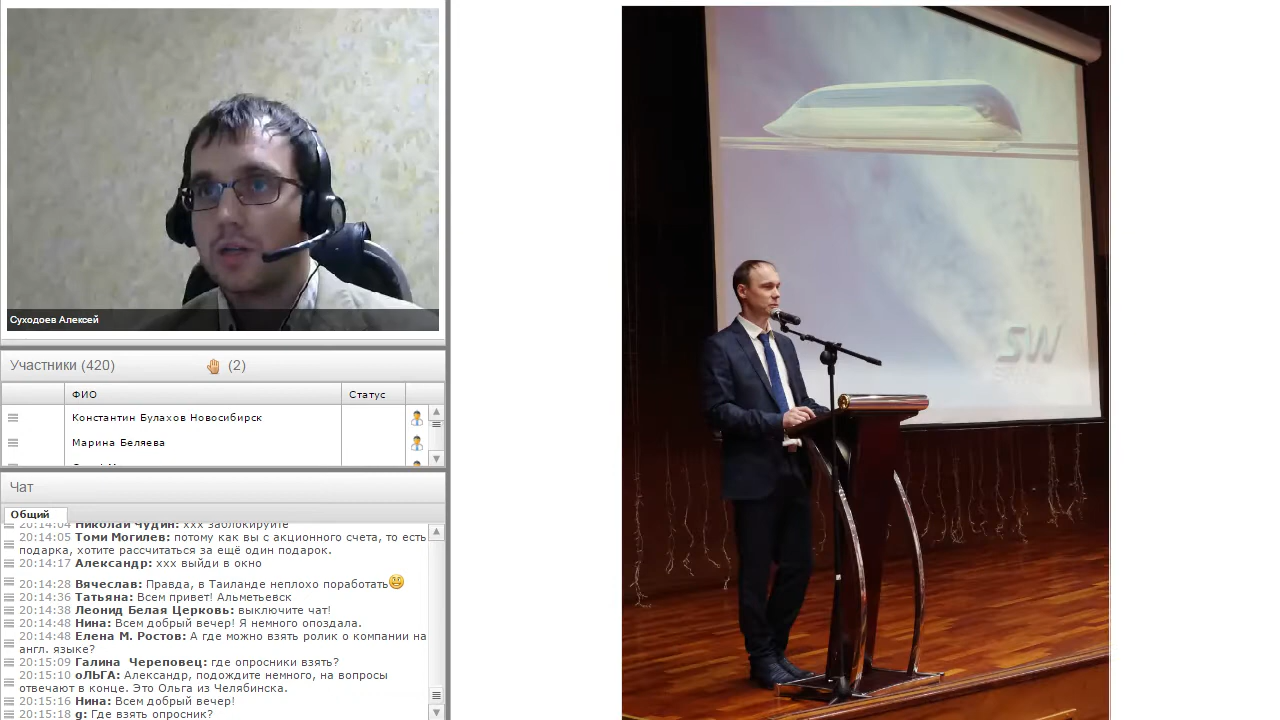 Суходоев Алексей
Участники (420)
(2)
ФИО
Статус
Константин Булахов Новосибирск
Марина Беляева
Чат
Общий
20:14:04 Николай Чудин: ххх заблокируйте
20:14:05 Томи Могилев: потому как вы с акционного счета, то есть
подарка, хотите рассчитаться за ещё один подарок.
20:14:17 Александр: ххх выйди в окно
20:14:28 Вячеслав: Правда, в Таиланде неплохо поработать
20:14:36 Татьяна: Всем привет! Альметьевск
20:14:38 Леонид Белая Церковь: выключите чат!
20:14:48 Нина: Всем добрый вечер! Я немного опоздала.
20:14:48 Елена М. Ростов: А где можно взять ролик о компании на
англ. языке?
20:15:09 Галина Череповец: где опросники взять?
20:15:10 оЛЬГА: Александр, подождите немного, на вопросы
отвечают в конце. Это Ольга из Челябинска.
20:15:16 Нина: Всем добрый вечер!
20:15:18 g: Где взять опросник?
SW